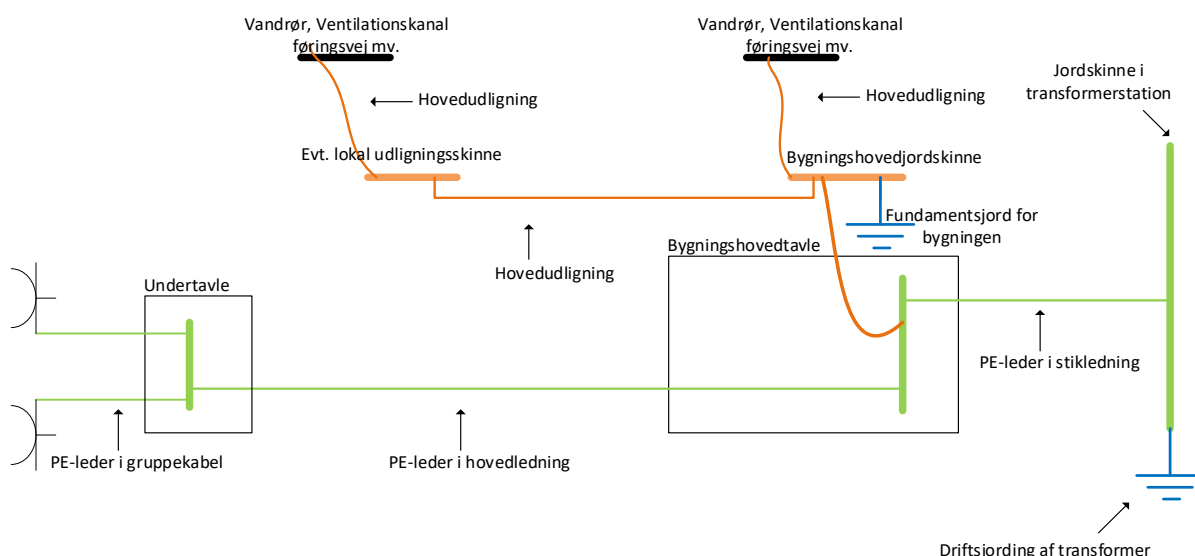 Vandrør, Ventilationskanal
føringsvej mv.
Vandrør, Ventilationskanal
føringsvej mv.
Jordskinne i
transformerstation
Hovedudligning
Hovedudligning
Evt. lokal udligningsskinne
Bygningshovedjordskinne
Fundamentsjord for
bygningen
Bygningshovedtavle
Hovedudligning
Undertavle
PE-leder i stikledning
PE-leder i gruppekabel
PE-leder i hovedledning
Driftsjording af transformer